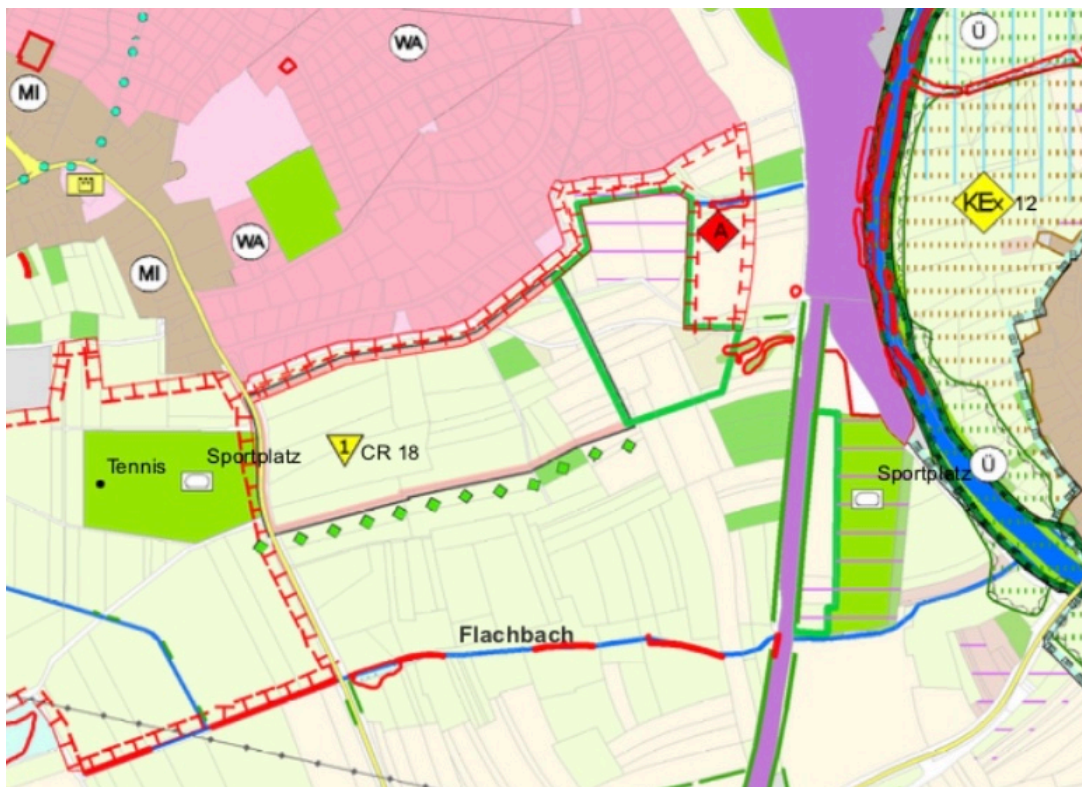 WA
Ü
MI
KEx 12
A
WA
MI
Sportplatz
1 CR 18
Tennis
Sportplatz
Ü
Flachbach